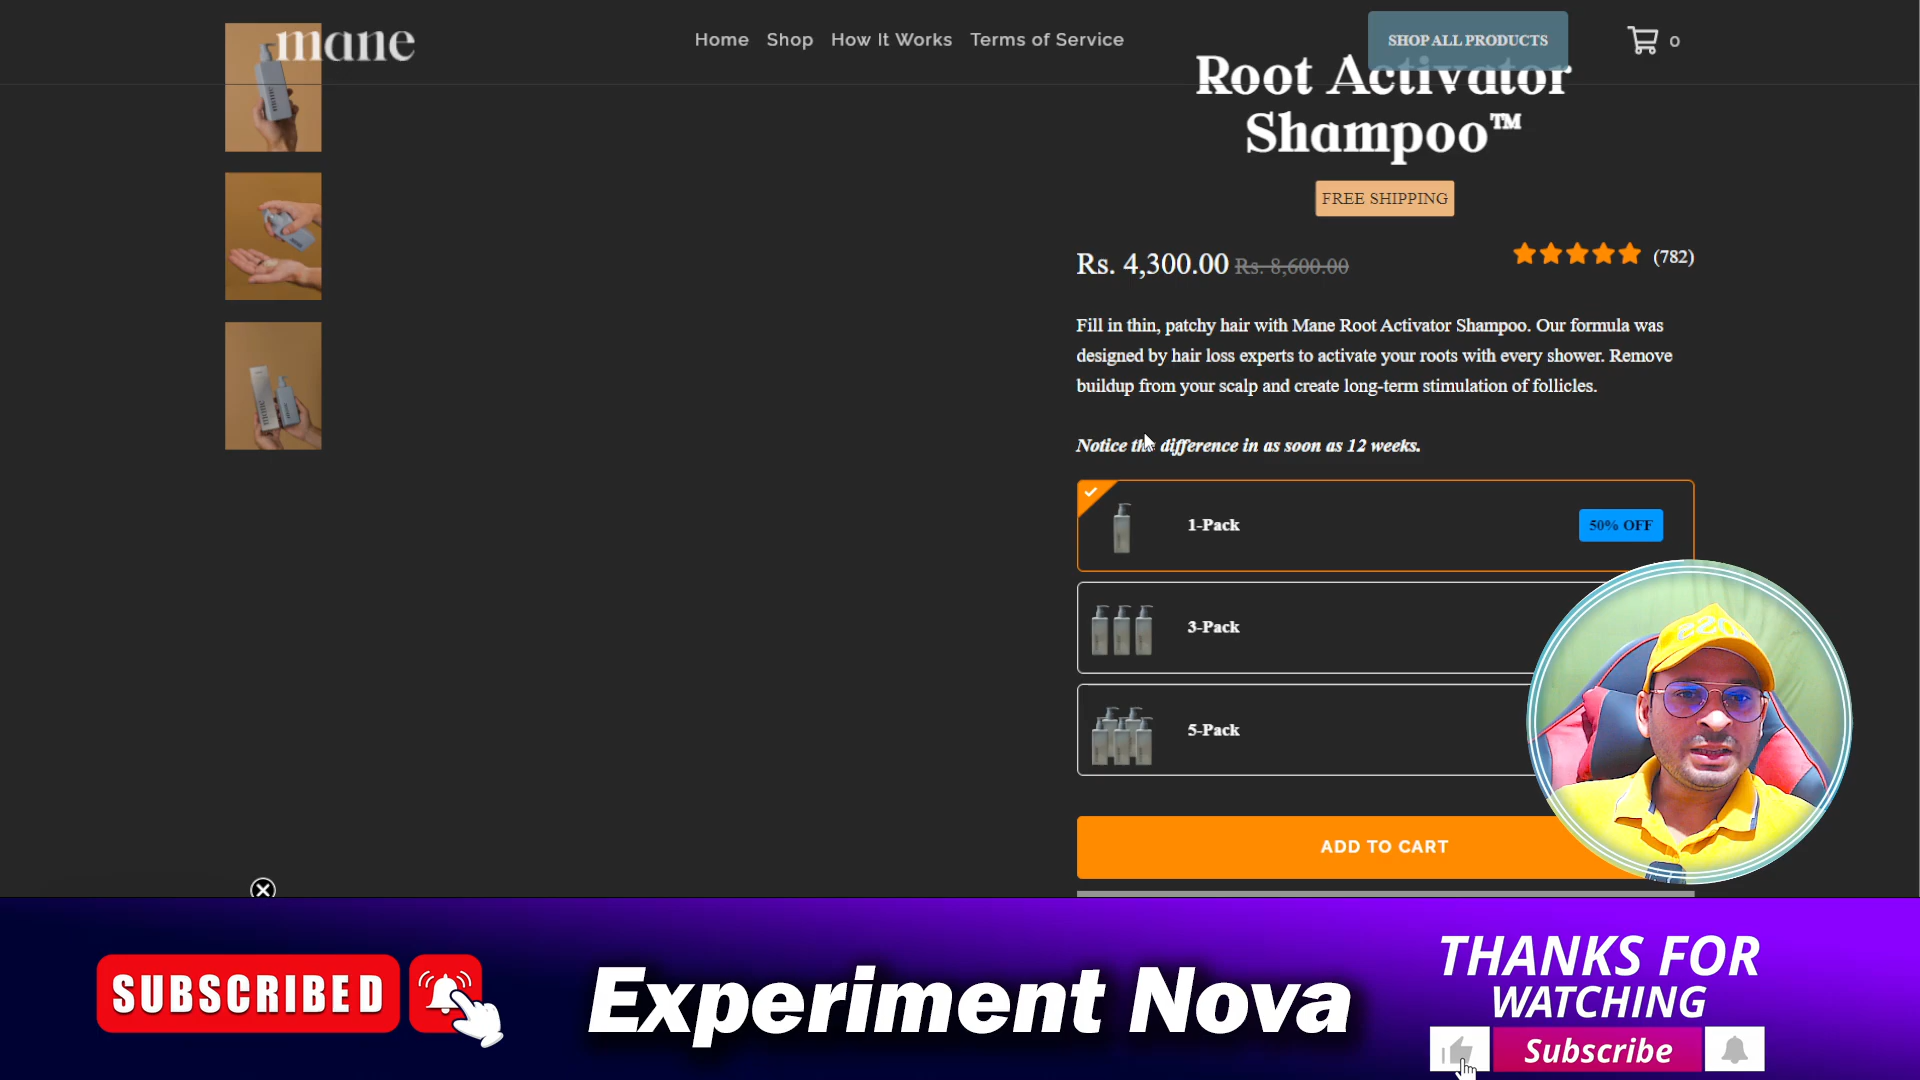 mane
Home
Shop
How It Works
Terms of Service
SHOP ALL PRODUCTS
0
Root Activator
Shampoo™
FREE SHIPPING
Rs. 4,300.00 Rs. 8,600.00
(782)
Fill in thin, patchy hair with Mane Root Activator Shampoo. Our formula was
designed by hair loss experts to activate your roots with every shower. Remove
buildup from your scalp and create long-term stimulation of follicles.
Notice the difference in as soon as 12 weeks.
1-Pack
50% OFF
3-Pack
5-Pack
ADD TO CART
SUBSCRIBED
Experiment Nova
THANKS FOR
WATCHING
Subscribe